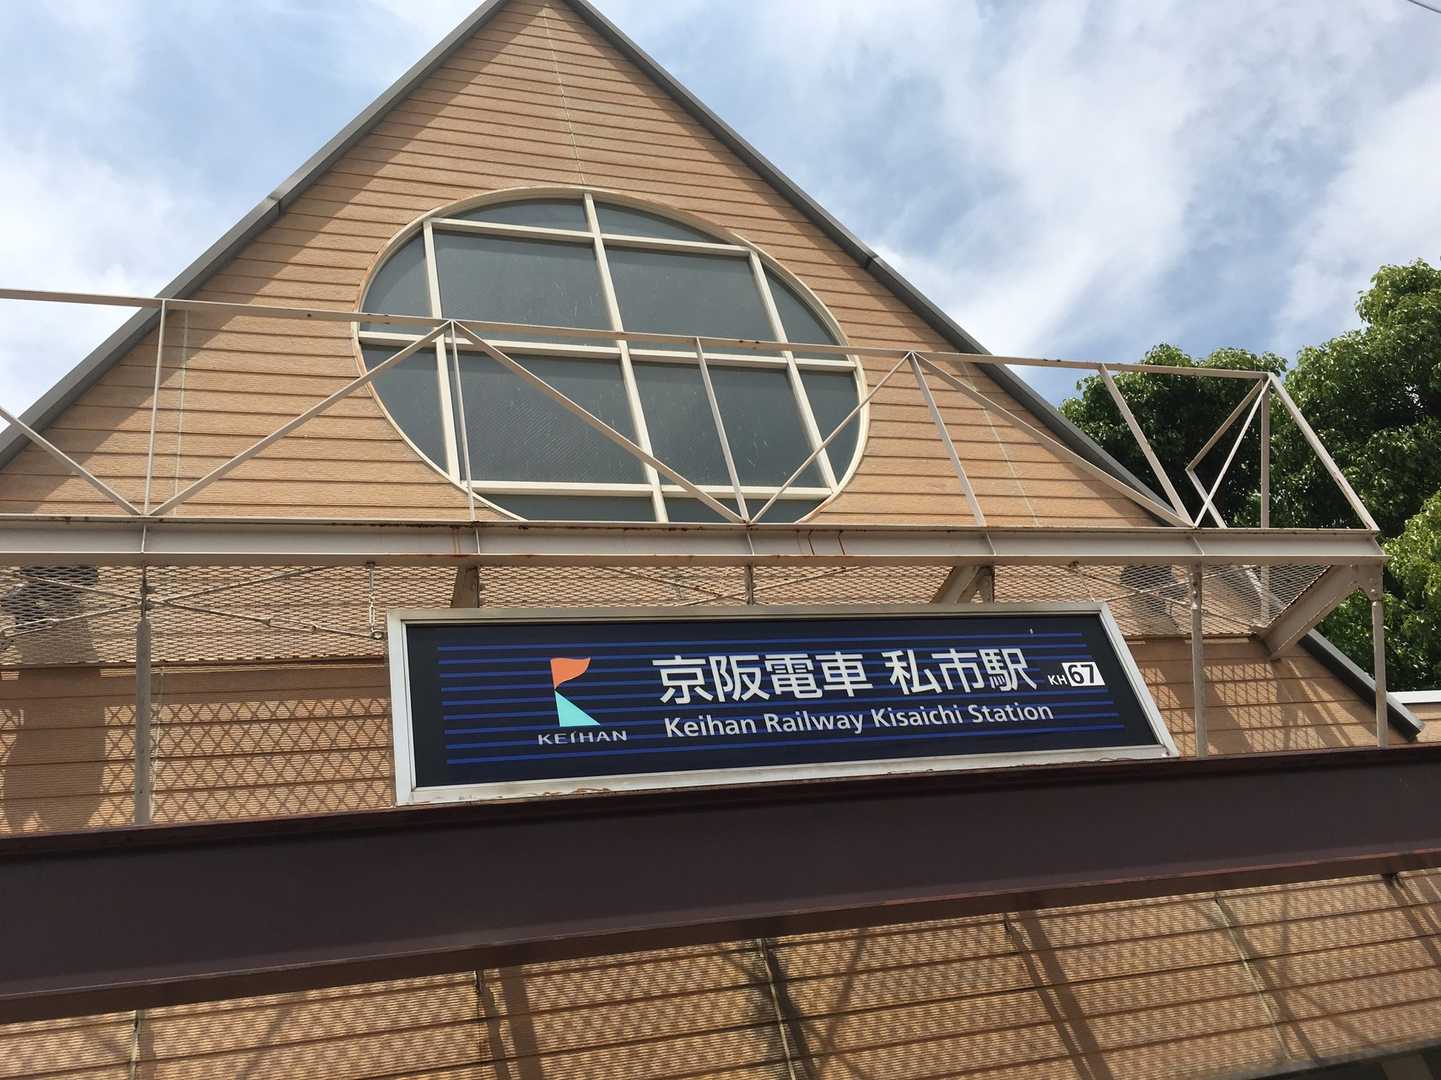 京阪電車 私市駅 KH67
Keihan Railway Kisaichi Station
KEIHAN